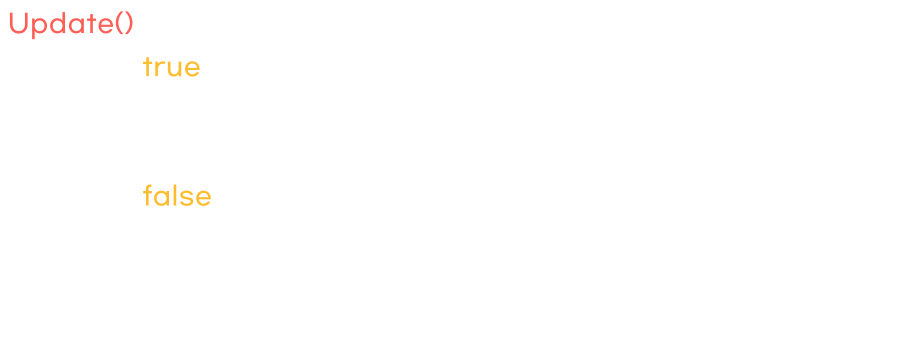 Update()
true
false